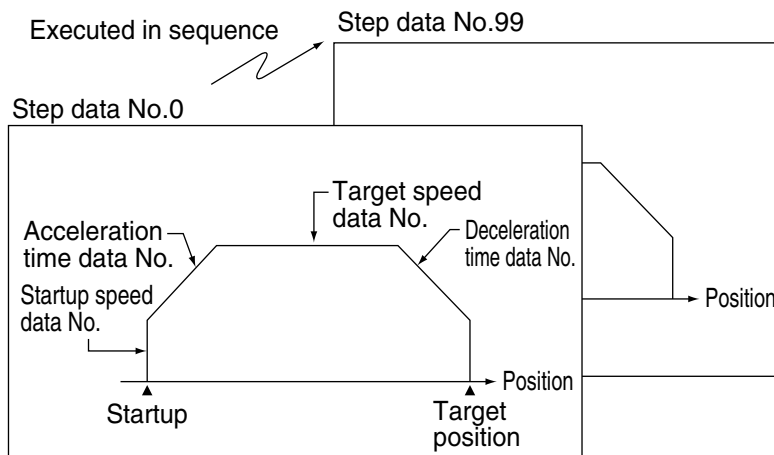 Step data No.99
Executed in sequence
Step data No.0
Target speed
data No.
Acceleration
time data No.
Deceleration
time data No.
Startup speed
data No.
Position
Position
Startup
Target
position